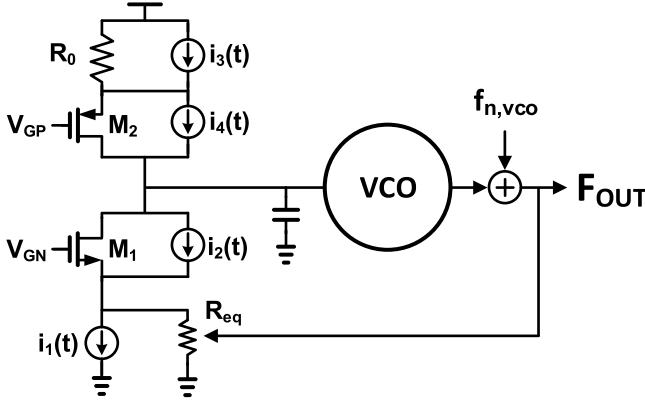 R0
i3(t)
VGP
M2
i4(t)
fn,vco
VCO
+
FOUT
VGN
M1
i2(t)
Req
i1(t)